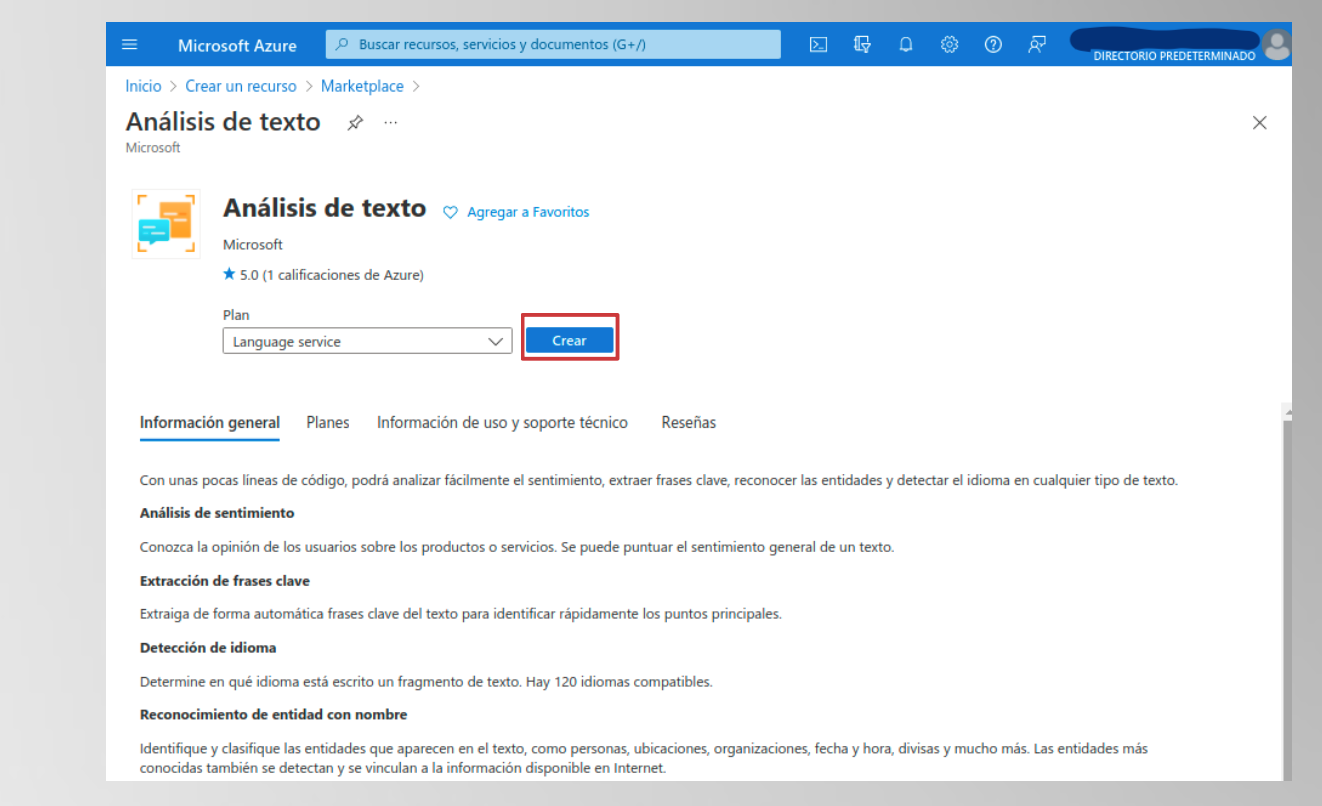 Microsoft Azure
Buscar recursos, servicios y documentos (G+/)
DIRECTORIO PREDETERMINADO
Inicio > Crear un recurso > Marketplace >
Análisis de texto
Microsoft
Análisis de texto
Agregar a Favoritos
Microsoft
5.0 (1 calificaciones de Azure)
Plan
Language service
Crear
Información general Planes Información de uso y soporte técnico Reseñas
Con unas pocas líneas de código, podrá analizar fácilmente el sentimiento, extraer frases clave, reconocer las entidades y detectar el idioma en cualquier tipo de texto.
Análisis de sentimiento
Conozca la opinión de los usuarios sobre los productos o servicios. Se puede puntuar el sentimiento general de un texto.
Extracción de frases clave
Extraiga de forma automática frases clave del texto para identificar rápidamente los puntos principales.
Detección de idioma
Determine en qué idioma está escrito un fragmento de texto. Hay 120 idiomas compatibles.
Reconocimiento de entidad con nombre
Identifique y clasifique las entidades que aparecen en el texto, como personas, ubicaciones, organizaciones, fecha y hora, divisas y mucho más. Las entidades más
conocidas también se detectan y se vinculan a la información disponible en Internet.